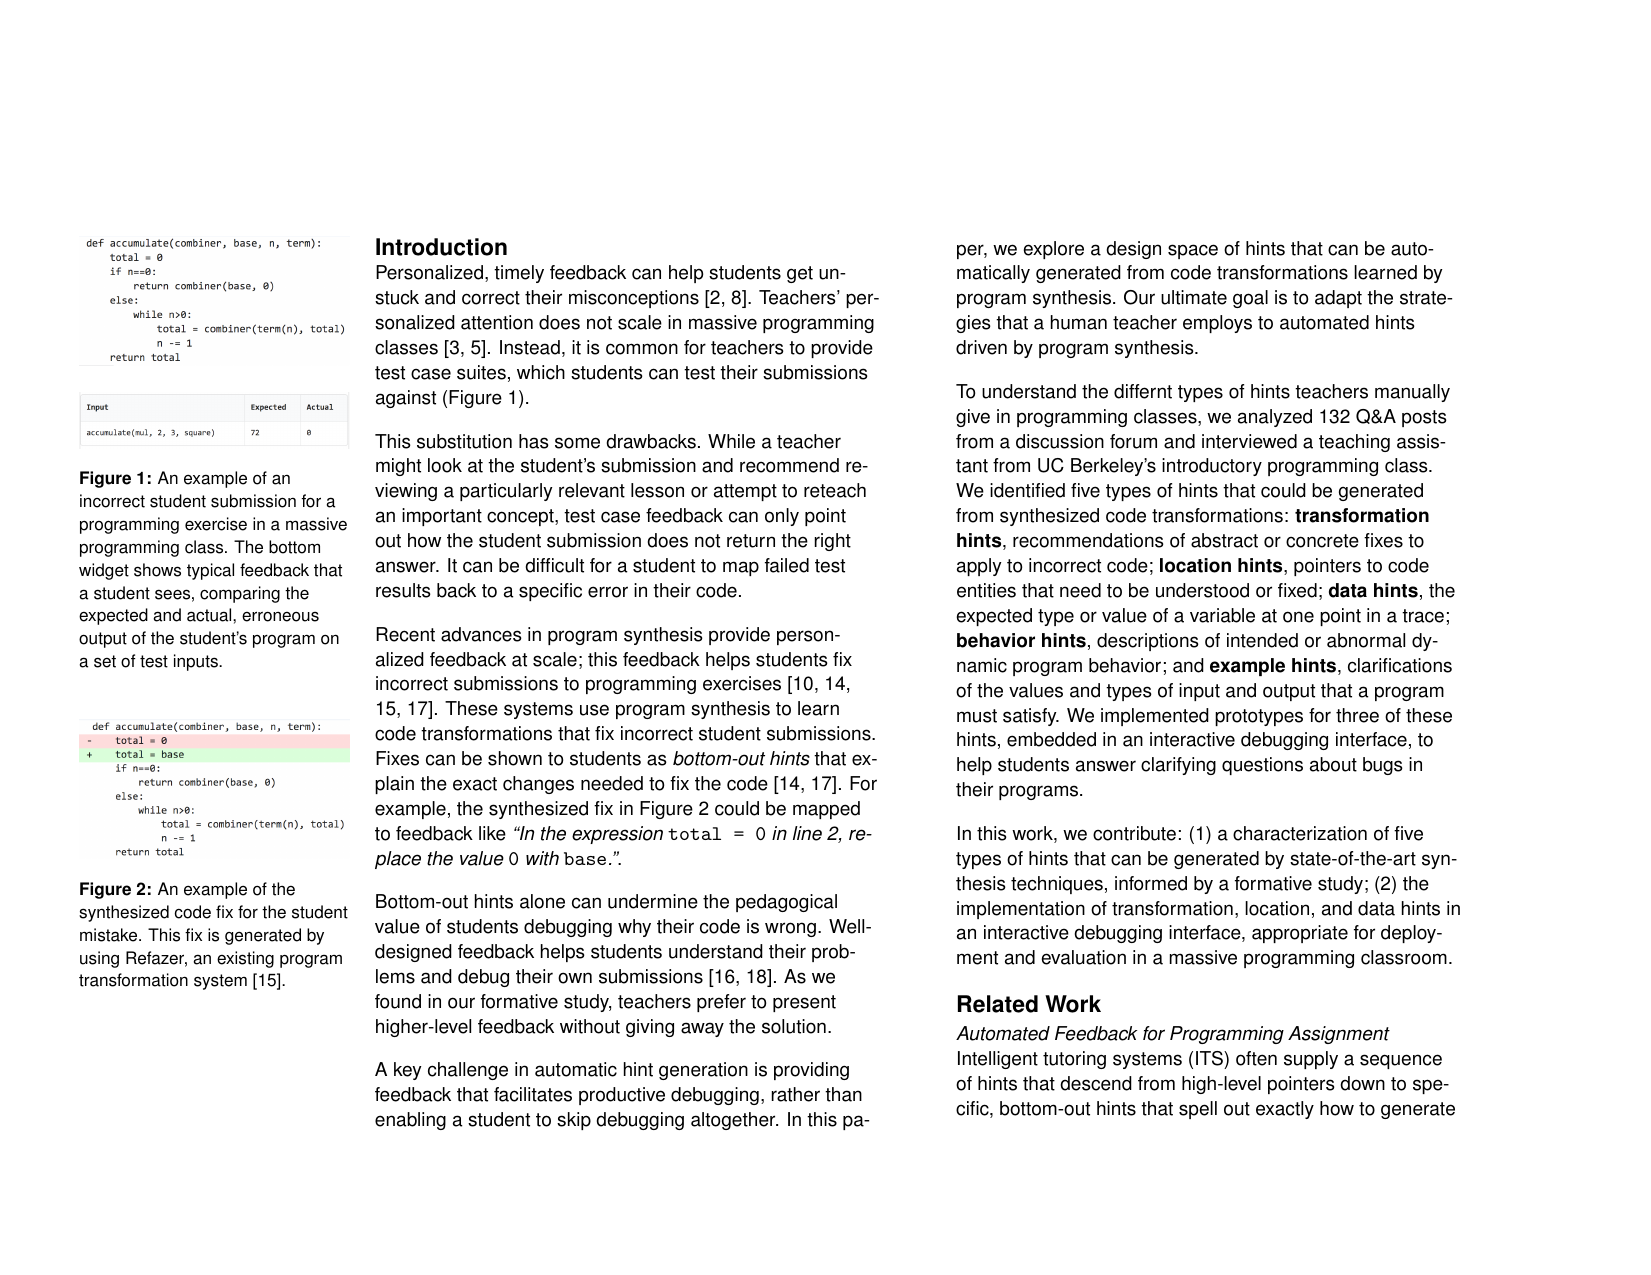 def accumulate(combiner, base, n, term):
total = 0
if n==0:
return combiner(base, 0)
else:
while n>0:
total = combiner(term(n), total)
n -= 1
return total
Input Expected Actual
accumulate(mul, 2, 3, square) 72 0
Figure 1: An example of an
incorrect student submission for a
programming exercise in a massive
programming class. The bottom
widget shows typical feedback that
a student sees, comparing the
expected and actual, erroneous
output of the student's program on
a set of test inputs.
def accumulate(combiner, base, n, term):
- total = 0
+ total = base
if n==0:
return combiner(base, 0)
else:
while n>0:
total = combiner(term(n), total)
n -= 1
return total
Figure 2: An example of the
synthesized code fix for the student
mistake. This fix is generated by
using Refazer, an existing program
transformation system [15].
Introduction
Personalized, timely feedback can help students get un-
stuck and correct their misconceptions [2, 8]. Teachers' per-
sonalized attention does not scale in massive programming
classes [3, 5]. Instead, it is common for teachers to provide
test case suites, which students can test their submissions
against (Figure 1).
This substitution has some drawbacks. While a teacher
might look at the student's submission and recommend re-
viewing a particularly relevant lesson or attempt to reteach
an important concept, test case feedback can only point
out how the student submission does not return the right
answer. It can be difficult for a student to map failed test
results back to a specific error in their code.
Recent advances in program synthesis provide person-
alized feedback at scale; this feedback helps students fix
incorrect submissions to programming exercises [10, 14,
15, 17]. These systems use program synthesis to learn
code transformations that fix incorrect student submissions.
Fixes can be shown to students as bottom-out hints that ex-
plain the exact changes needed to fix the code [14, 17]. For
example, the synthesized fix in Figure 2 could be mapped
to feedback like “In the expression total = 0 in line 2, re-
place the value 0 with base.”.
Bottom-out hints alone can undermine the pedagogical
value of students debugging why their code is wrong. Well-
designed feedback helps students understand their prob-
lems and debug their own submissions [16, 18]. As we
found in our formative study, teachers prefer to present
higher-level feedback without giving away the solution.
A key challenge in automatic hint generation is providing
feedback that facilitates productive debugging, rather than
enabling a student to skip debugging altogether. In this pa-
per, we explore a design space of hints that can be auto-
matically generated from code transformations learned by
program synthesis. Our ultimate goal is to adapt the strate-
gies that a human teacher employs to automated hints
driven by program synthesis.
To understand the differnt types of hints teachers manually
give in programming classes, we analyzed 132 Q&A posts
from a discussion forum and interviewed a teaching assis-
tant from UC Berkeley's introductory programming class.
We identified five types of hints that could be generated
from synthesized code transformations: transformation
hints, recommendations of abstract or concrete fixes to
apply to incorrect code; location hints, pointers to code
entities that need to be understood or fixed; data hints, the
expected type or value of a variable at one point in a trace;
behavior hints, descriptions of intended or abnormal dy-
namic program behavior; and example hints, clarifications
of the values and types of input and output that a program
must satisfy. We implemented prototypes for three of these
hints, embedded in an interactive debugging interface, to
help students answer clarifying questions about bugs in
their programs.
In this work, we contribute: (1) a characterization of five
types of hints that can be generated by state-of-the-art syn-
thesis techniques, informed by a formative study; (2) the
implementation of transformation, location, and data hints in
an interactive debugging interface, appropriate for deploy-
ment and evaluation in a massive programming classroom.
Related Work
Automated Feedback for Programming Assignment
Intelligent tutoring systems (ITS) often supply a sequence
of hints that descend from high-level pointers down to spe-
cific, bottom-out hints that spell out exactly how to generate